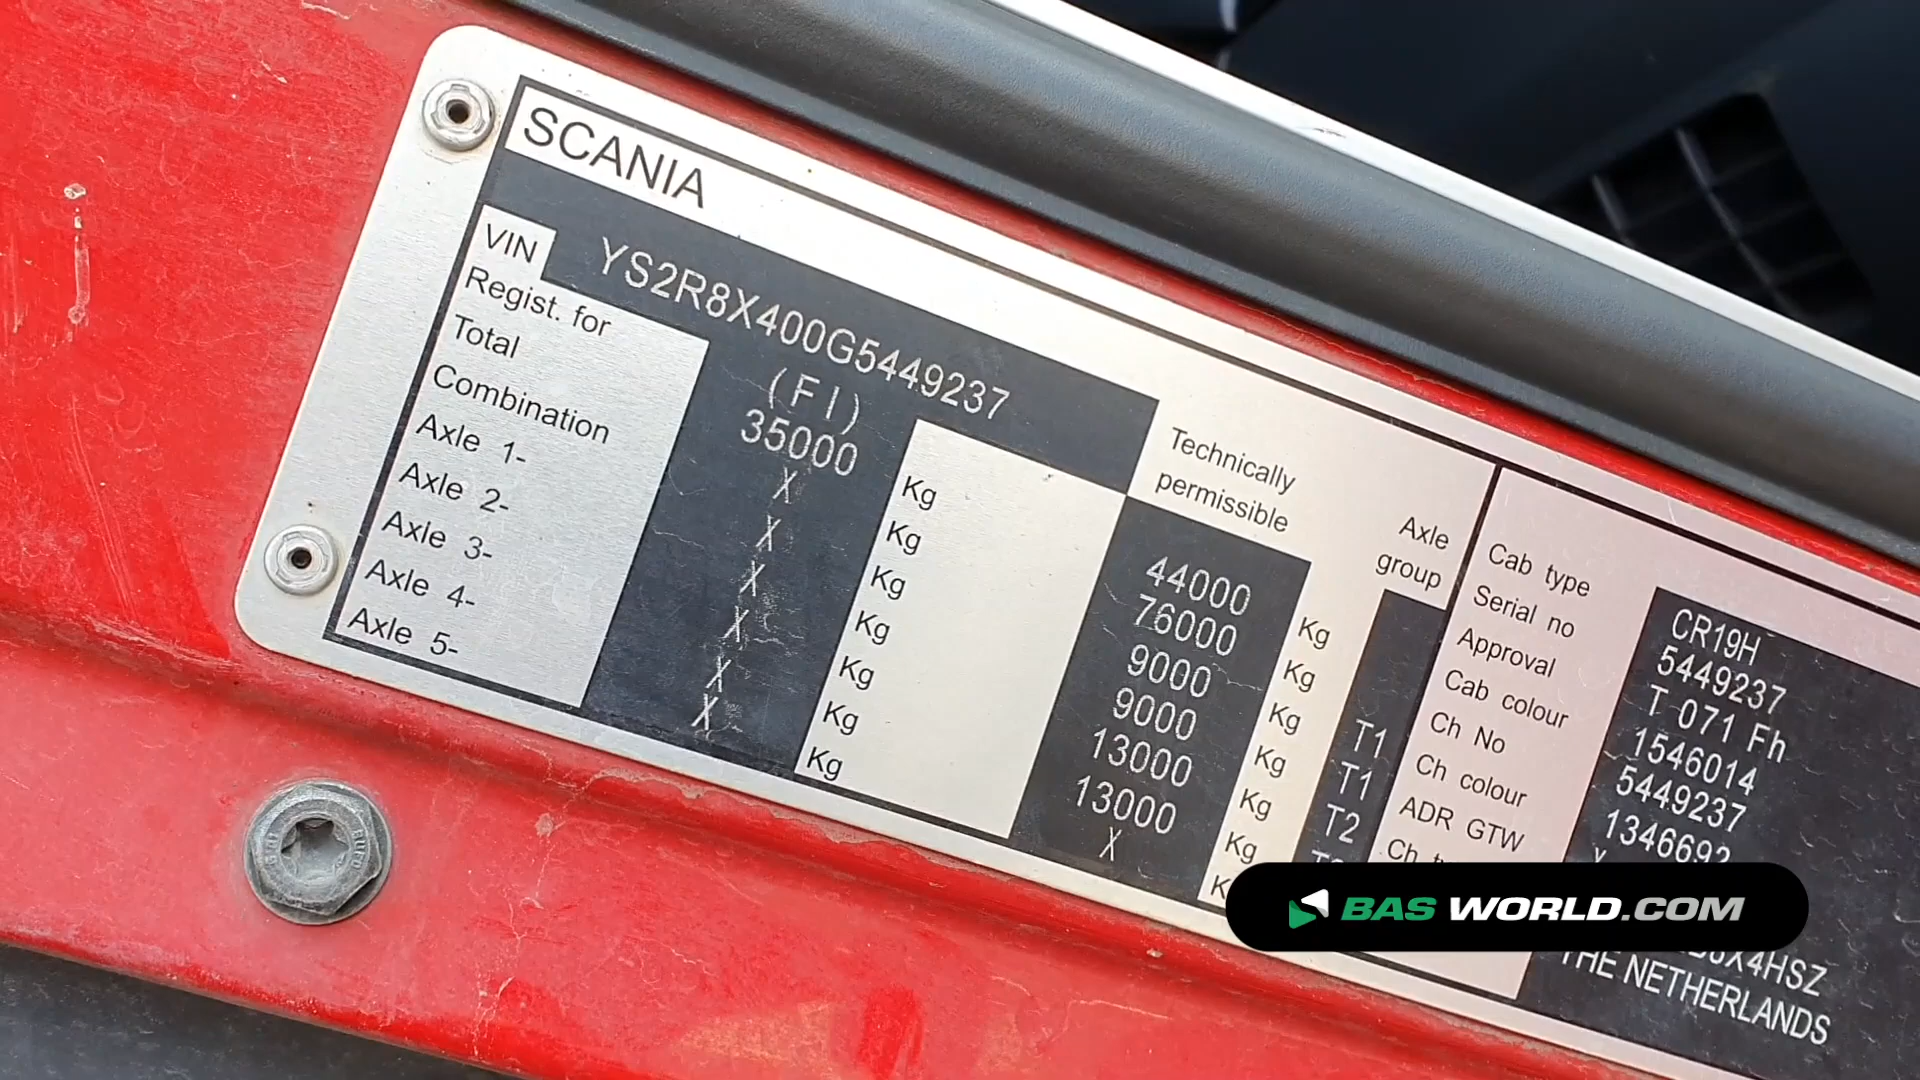 SCANIA
VIN YS2R8X400G5449237
Regist. for (FI)
Total 35000 Kg
Combination X Kg
Axle 1- X Kg
Axle 2- X Kg
Axle 3- X Kg
Axle 4- X Kg
Axle 5- X Kg
Technically permissible
Axle group
44000 Kg
76000 Kg
9000 Kg T1
9000 Kg T1
13000 Kg T2
13000 Kg
X
Cab type CR19H
Serial no 5449237
Approval T 071 Fh
Cab colour 1546014
Ch No 5449237
Ch colour 1346692
ADR GTW
Ch
X4HSZ
THE NETHERLANDS
BAS WORLD.COM